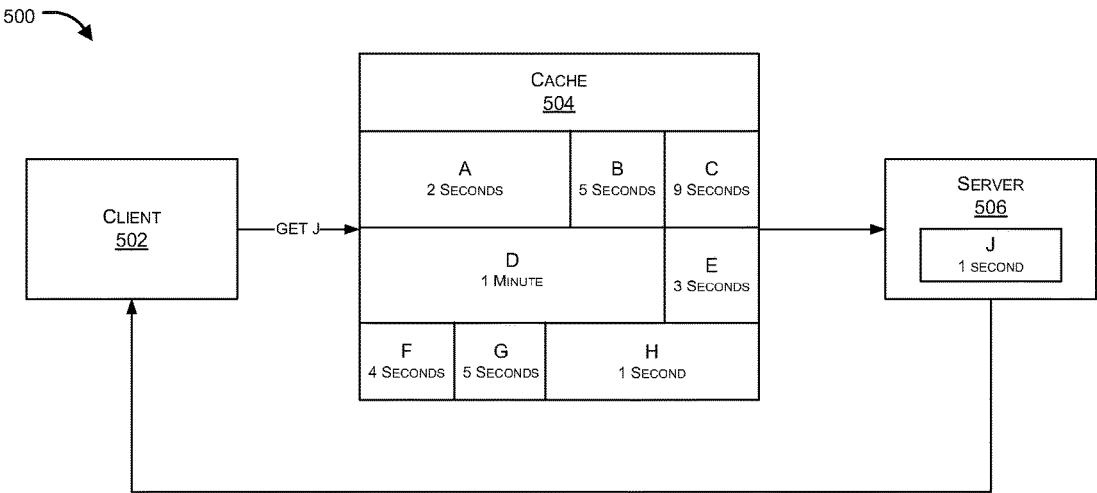 500
CACHE
504
A
2 SECONDS
B
5 SECONDS
C
9 SECONDS
CLIENT
502
GET J
SERVER
506
J
1 SECOND
D
1 MINUTE
E
3 SECONDS
F
4 SECONDS
G
5 SECONDS
H
1 SECOND